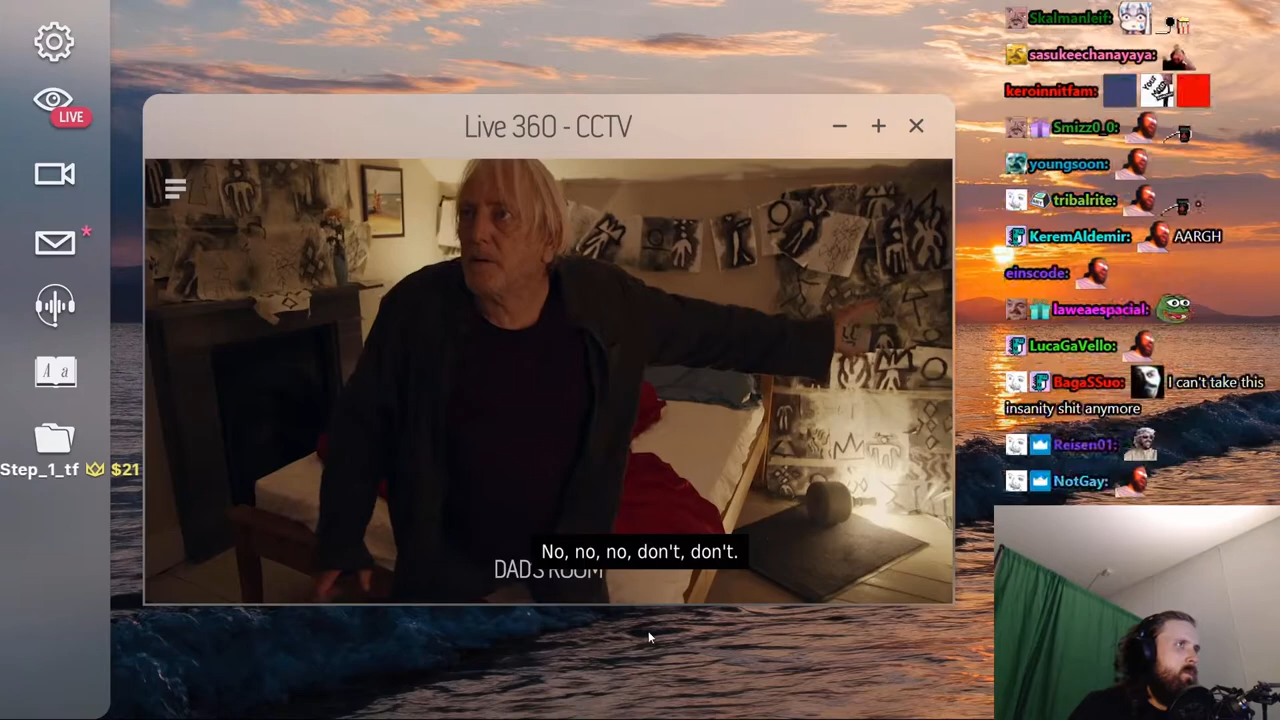 LIVE
A a
Step_1_tf $21
Live 360 - CCTV
No, no, no, don't, don't.
DAD'S ROOM
Skalmanleif:
sasukeechanayaya:
keroinnitfam:
Smizz0_0:
youngsoon:
tribalrite:
KeremAldemir: AARGH
einscode:
laweaespacial:
LucaGaVello:
BagaSSuo: I can't take this
insanity shit anymore
Reisen01:
NotGay: